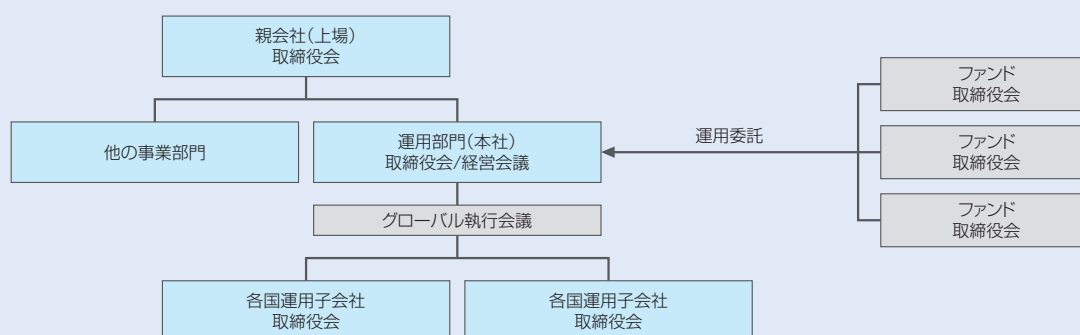 親会社（上場）
取締役会
他の事業部門
運用部門（本社）
取締役会/経営会議
運用委託
ファンド
取締役会
ファンド
取締役会
ファンド
取締役会
グローバル執行会議
各国運用子会社
取締役会
各国運用子会社
取締役会